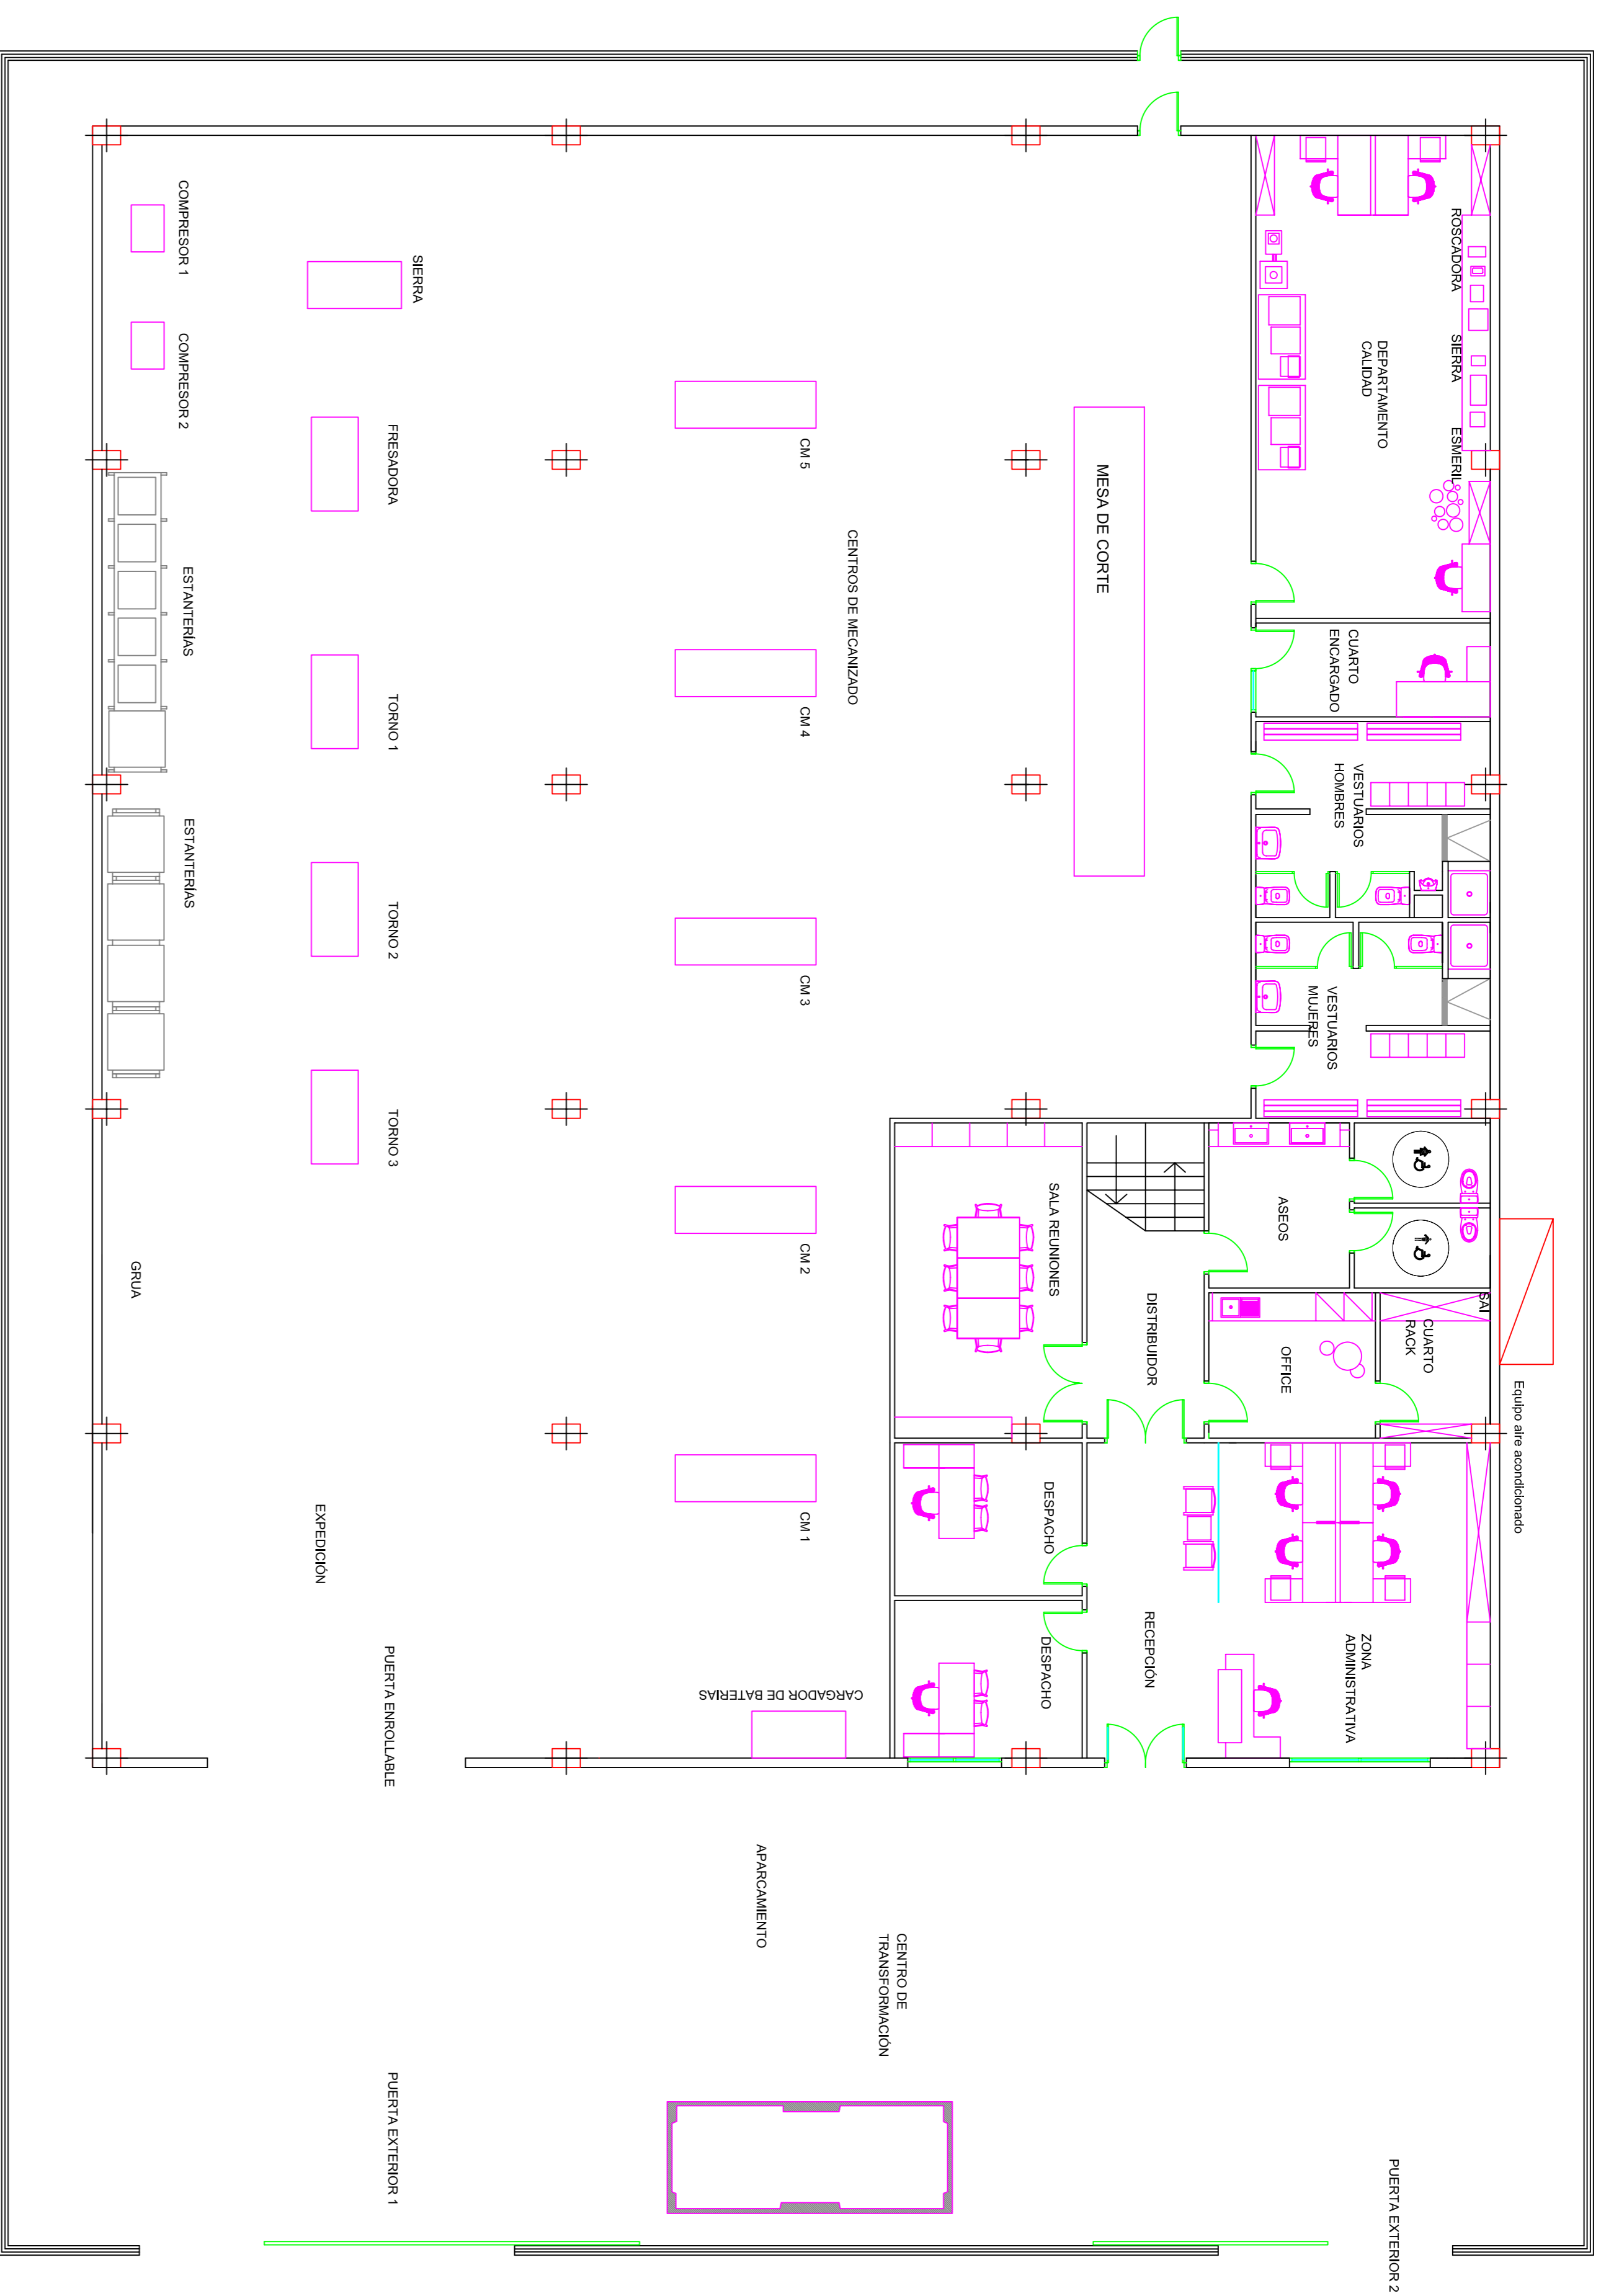 COMPRESOR 1
COMPRESOR 2
SIERRA
FRESADORA
ESTANTERÍAS
ESTANTERÍAS
TORNO 1
TORNO 2
TORNO 3
GRUA
EXPEDICIÓN
PUERTA ENROLLABLE
PUERTA EXTERIOR 1
CM 5
CM 4
CM 3
CM 2
CM 1
CENTROS DE MECANIZADO
MESA DE CORTE
CARGADOR DE BATERIAS
APARCAMIENTO
CENTRO DE
TRANSFORMACIÓN
ROSCADORA
SIERRA
ESMERIL
DEPARTAMENTO
CALIDAD
CUARTO
ENCARGADO
VESTUARIOS
HOMBRES
VESTUARIOS
MUJERES
ASEOS
SALA REUNIONES
DISTRIBUIDOR
OFFICE
CUARTO
RACK
SAI
Equipo aire acondicionado
DESPACHO
DESPACHO
RECEPCIÓN
ZONA
ADMINISTRATIVA
PUERTA EXTERIOR 2